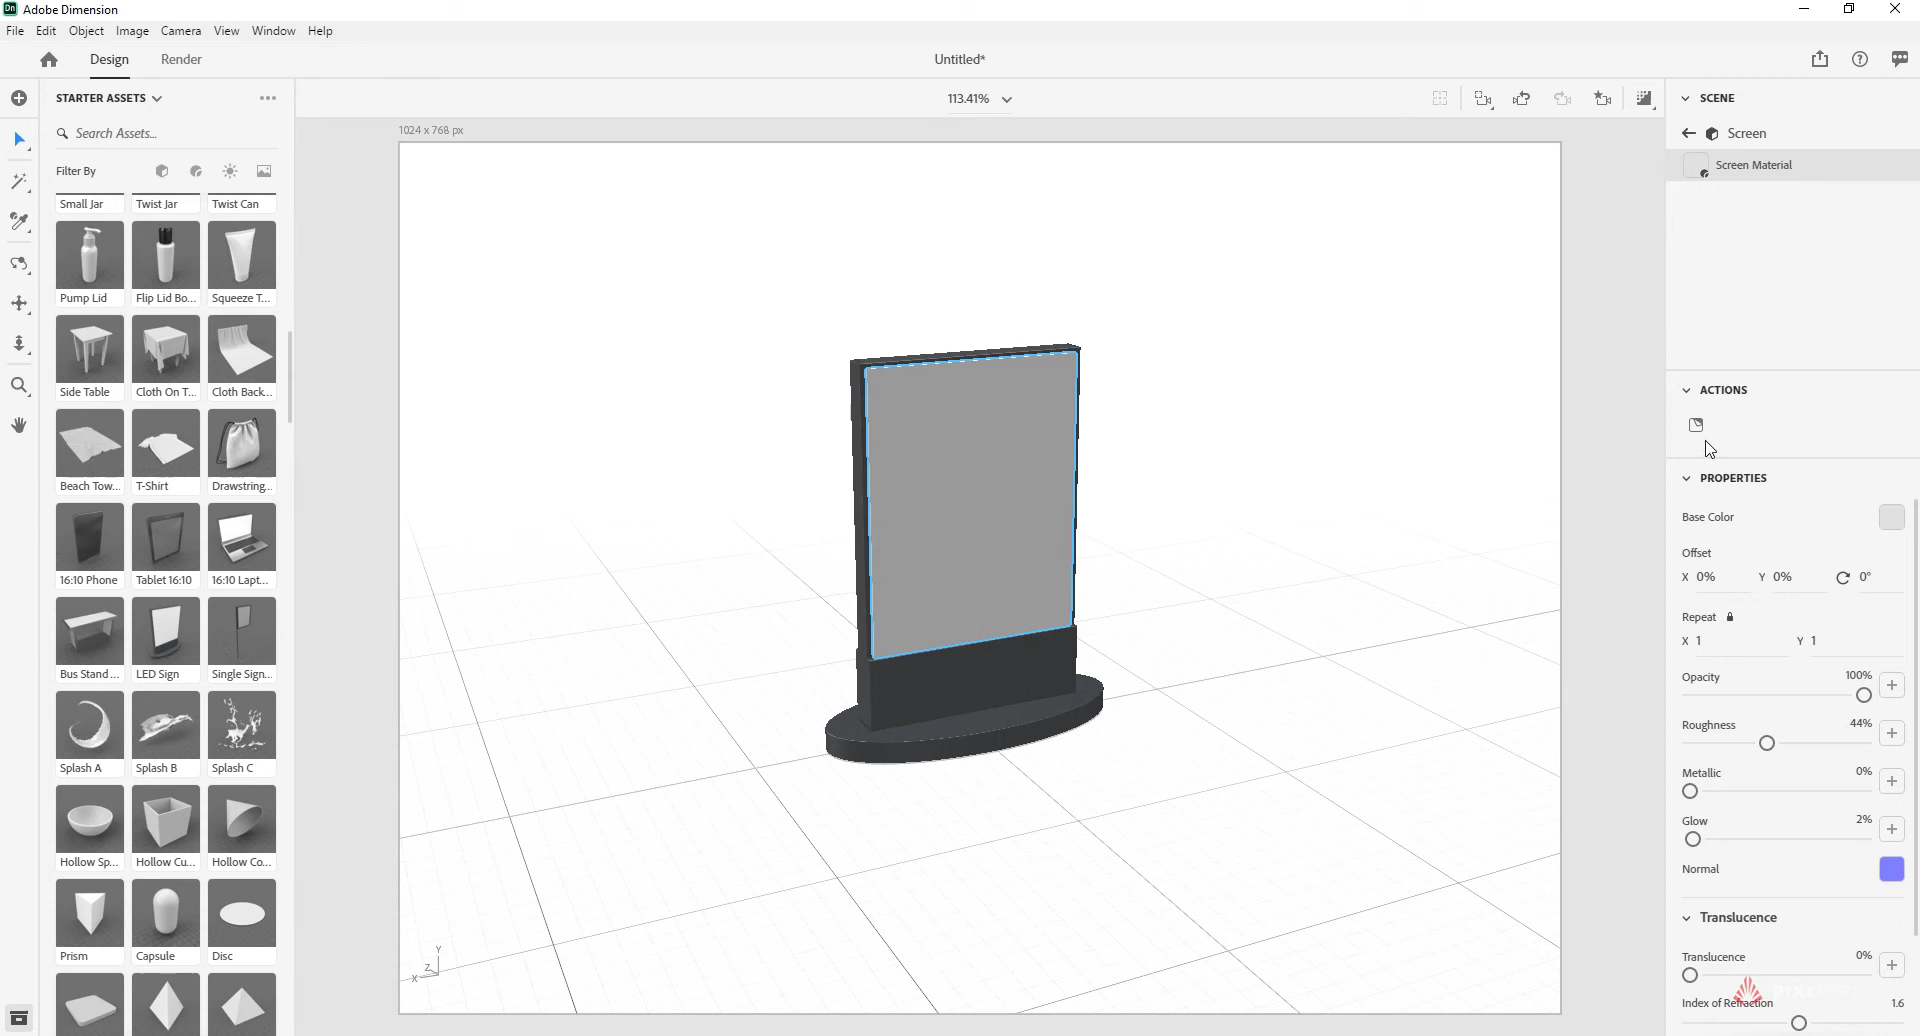 Dn Adobe Dimension
File Edit Object Image Camera View Window Help
Design Render Untitled*
STARTER ASSETS
113.41%
SCENE
Search Assets...
1024 x 768 px
Screen
Filter By
Screen Material
Small Jar Twist Jar Twist Can
Pump Lid Flip Lid Bo... Squeeze T...
Side Table Cloth On T... Cloth Back...
ACTIONS
Beach Tow... T-Shirt Drawstring...
PROPERTIES
Base Color
Offset
X 0% Y 0% 0°
16:10 Phone Tablet 16:10 16:10 Lapt...
Repeat
X 1 Y 1
Bus Stand ... LED Sign Single Sign...
Opacity 100%
Roughness 44%
Splash A Splash B Splash C
Metallic 0%
Glow 2%
Hollow Sp... Hollow Cu... Hollow Co...
Normal
Translucence
Prism Capsule Disc
Translucence 0%
Y
Z
X
Index of Refraction 1.6